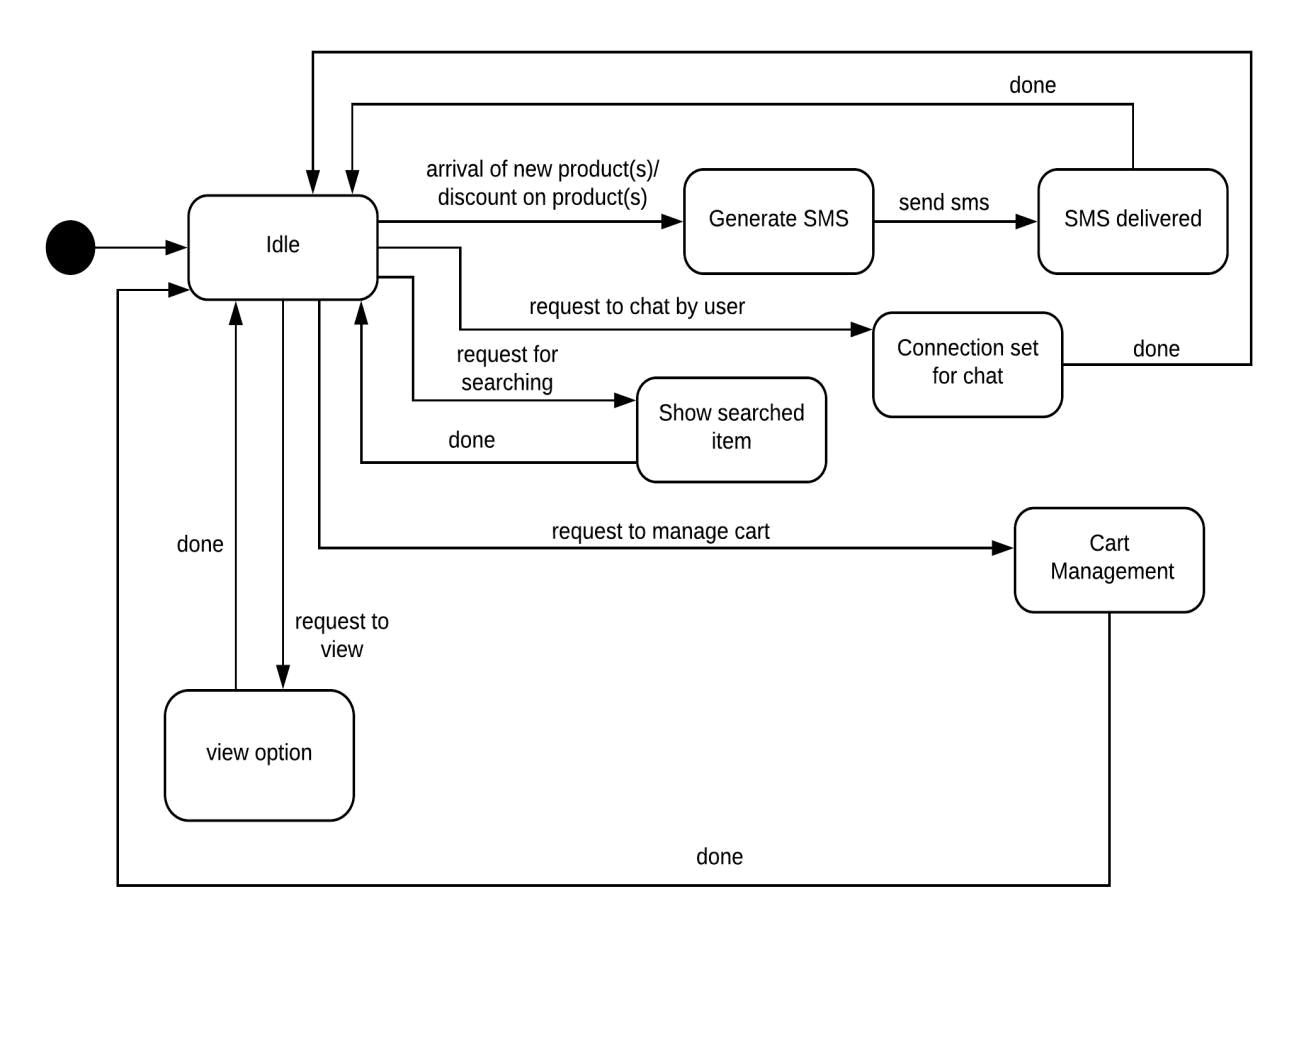 done
arrival of new product(s)/
discount on product(s)
Generate SMS
send sms
SMS delivered
Idle
request to chat by user
Connection set
for chat
done
request for
searching
Show searched
item
done
request to manage cart
Cart
Management
done
request to
view
view option
done